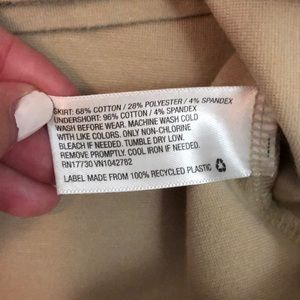 SKIRT: 68% COTTON / 28% POLYESTER / 4% SPANDEX
UNDERSHORT: 96% COTTON / 4% SPANDEX
WASH BEFORE WEAR. MACHINE WASH COLD
WITH LIKE COLORS. ONLY NON-CHLORINE
BLEACH IF NEEDED. TUMBLE DRY LOW.
REMOVE PROMPTLY. COOL IRON IF NEEDED.
RN17730 VN1042782
LABEL MADE FROM 100% RECYCLED PLASTIC